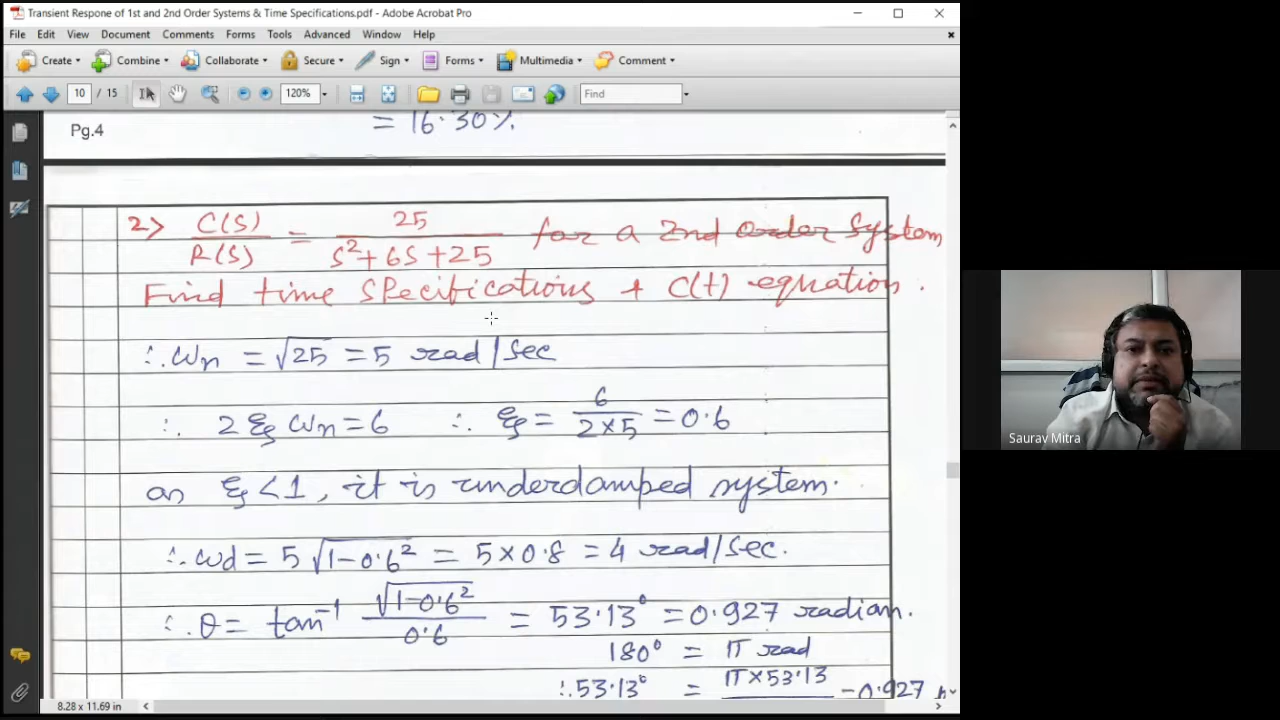 Transient Respone of 1st and 2nd Order Systems & Time Specifications.pdf - Adobe Acrobat Pro
File Edit View Document Comments Forms Tools Advanced Window Help
Create Combine Collaborate Secure Sign Forms Multimedia Comment
10 / 15 120% Find
= 16.30%
Pg.4
2> C(S)/R(S) = 25/(S²+6S+25) for a 2nd order System
Find time specifications + C(t) equation.
∴ ωn = √25 = 5 rad/sec
∴ 2ξωn = 6 ∴ ξ = 6/(2×5) = 0.6
as ξ < 1, it is underdamped system.
∴ ωd = 5√(1-0.6²) = 5×0.8 = 4 rad/sec.
∴ θ = tan⁻¹ √(1-0.6²)/0.6 = 53.13° = 0.927 radian.
180° = π rad
∴ 53.13° = π×53.13 = 0.927
8.28 x 11.69 in
Saurav Mitra